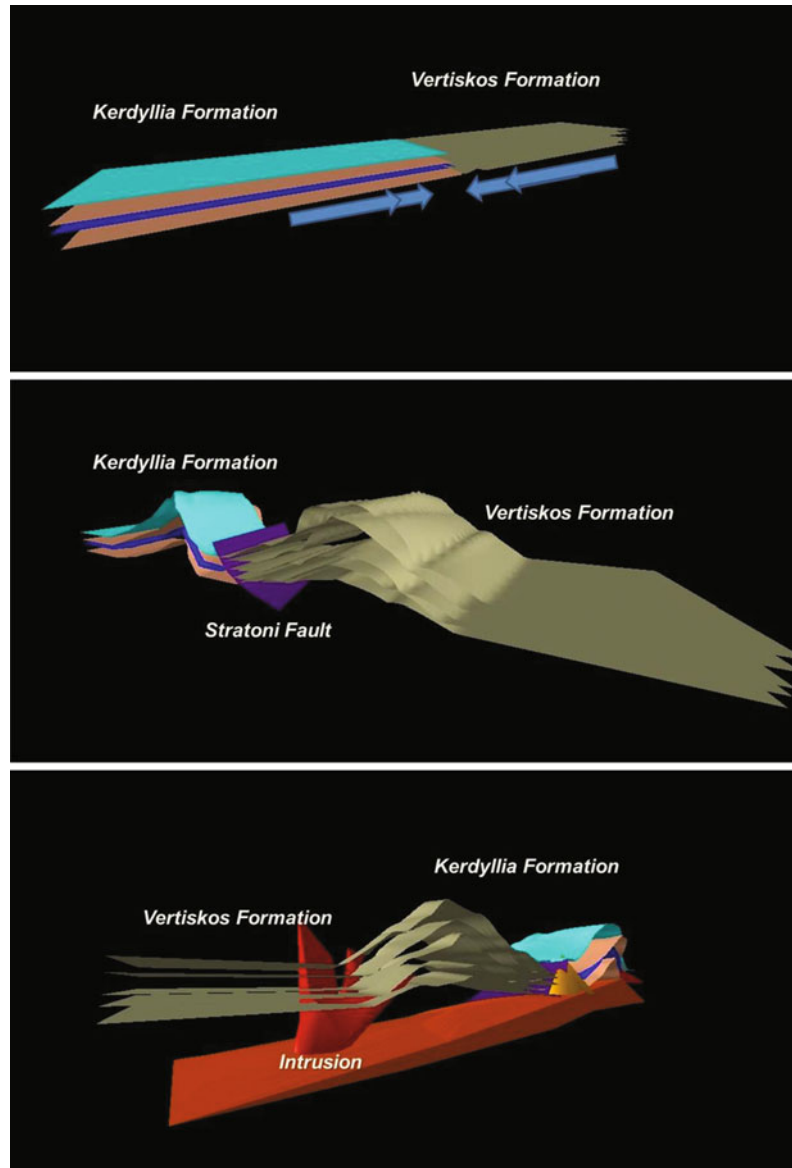 Vertiskos Formation
Kerdyllia Formation
Kerdyllia Formation
Vertiskos Formation
Stratoni Fault
Kerdyllia Formation
Vertiskos Formation
Intrusion